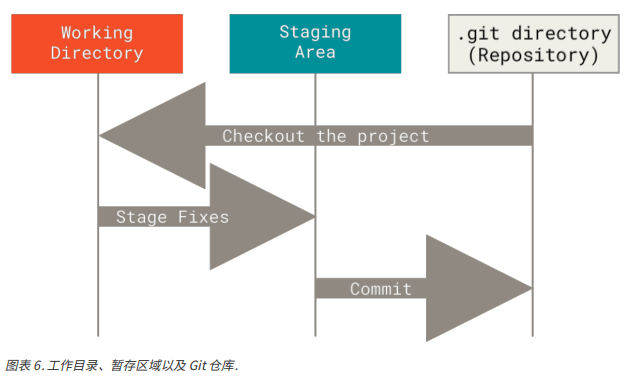 Working
Directory
Staging
Area
.git directory
(Repository)
Checkout the project
Stage Fixes
Commit
图表 6. 工作目录、暂存区域以及 Git 仓库.